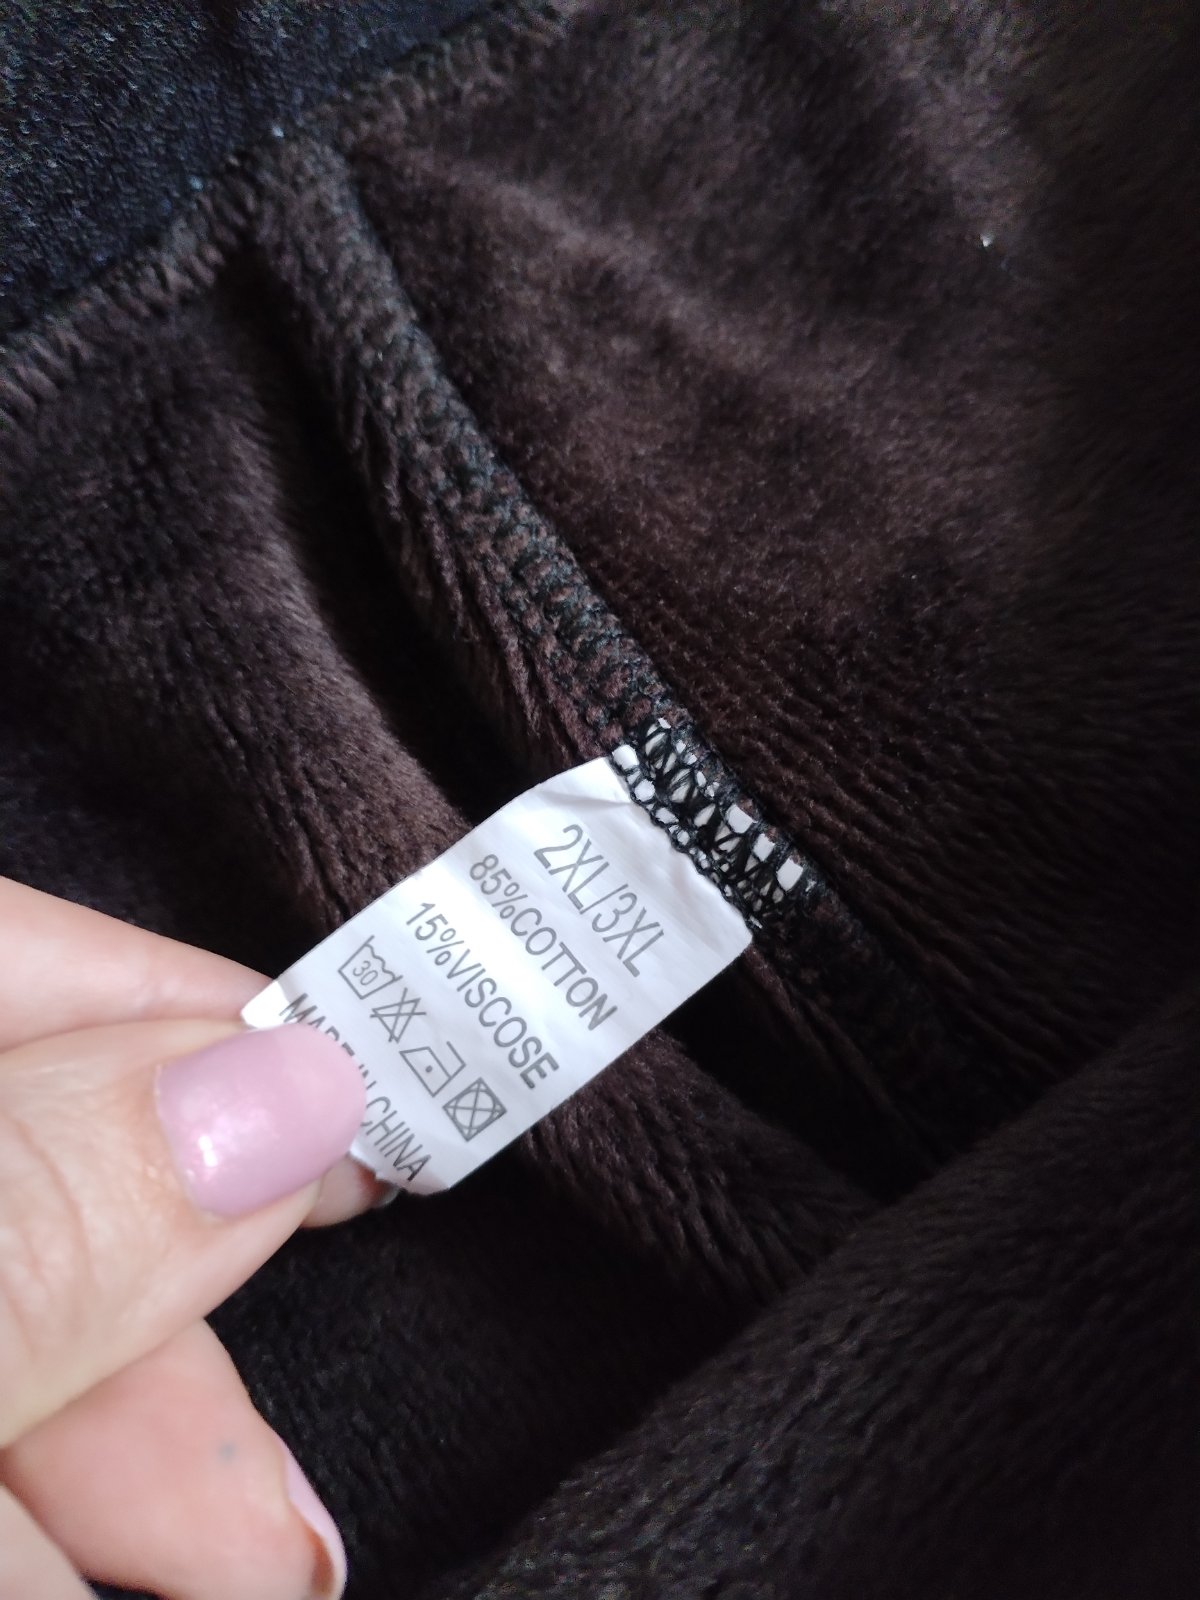 2XL/3XL
85%COTTON
15%VISCOSE
30
MADE IN CHINA